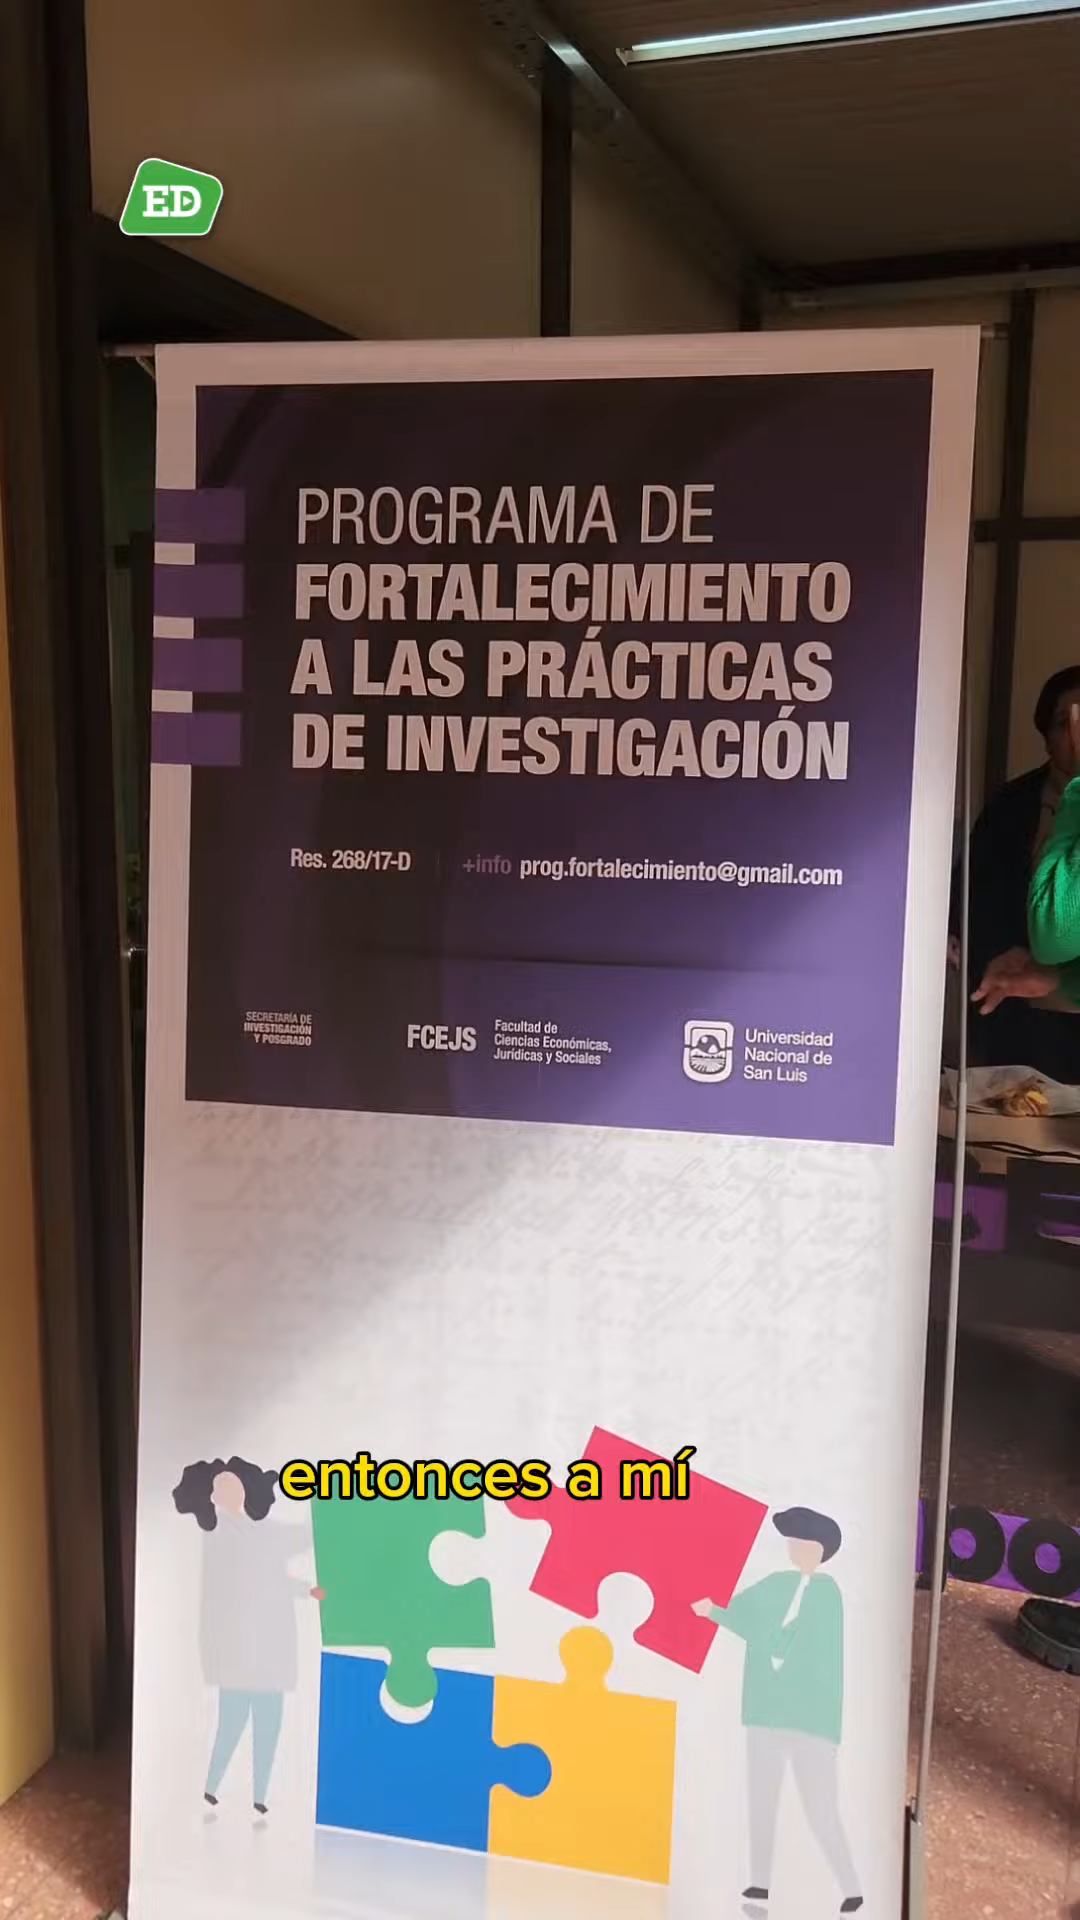 ED
PROGRAMA DE
FORTALECIMIENTO
A LAS PRÁCTICAS
DE INVESTIGACIÓN
Res. 268/17-D
+info prog.fortalecimiento@gmail.com
SECRETARÍA DE
INVESTIGACIÓN
Y POSGRADO
FCEJS
Facultad de
Ciencias Económicas,
Jurídicas y Sociales
Universidad
Nacional de
San Luis
entonces a mí